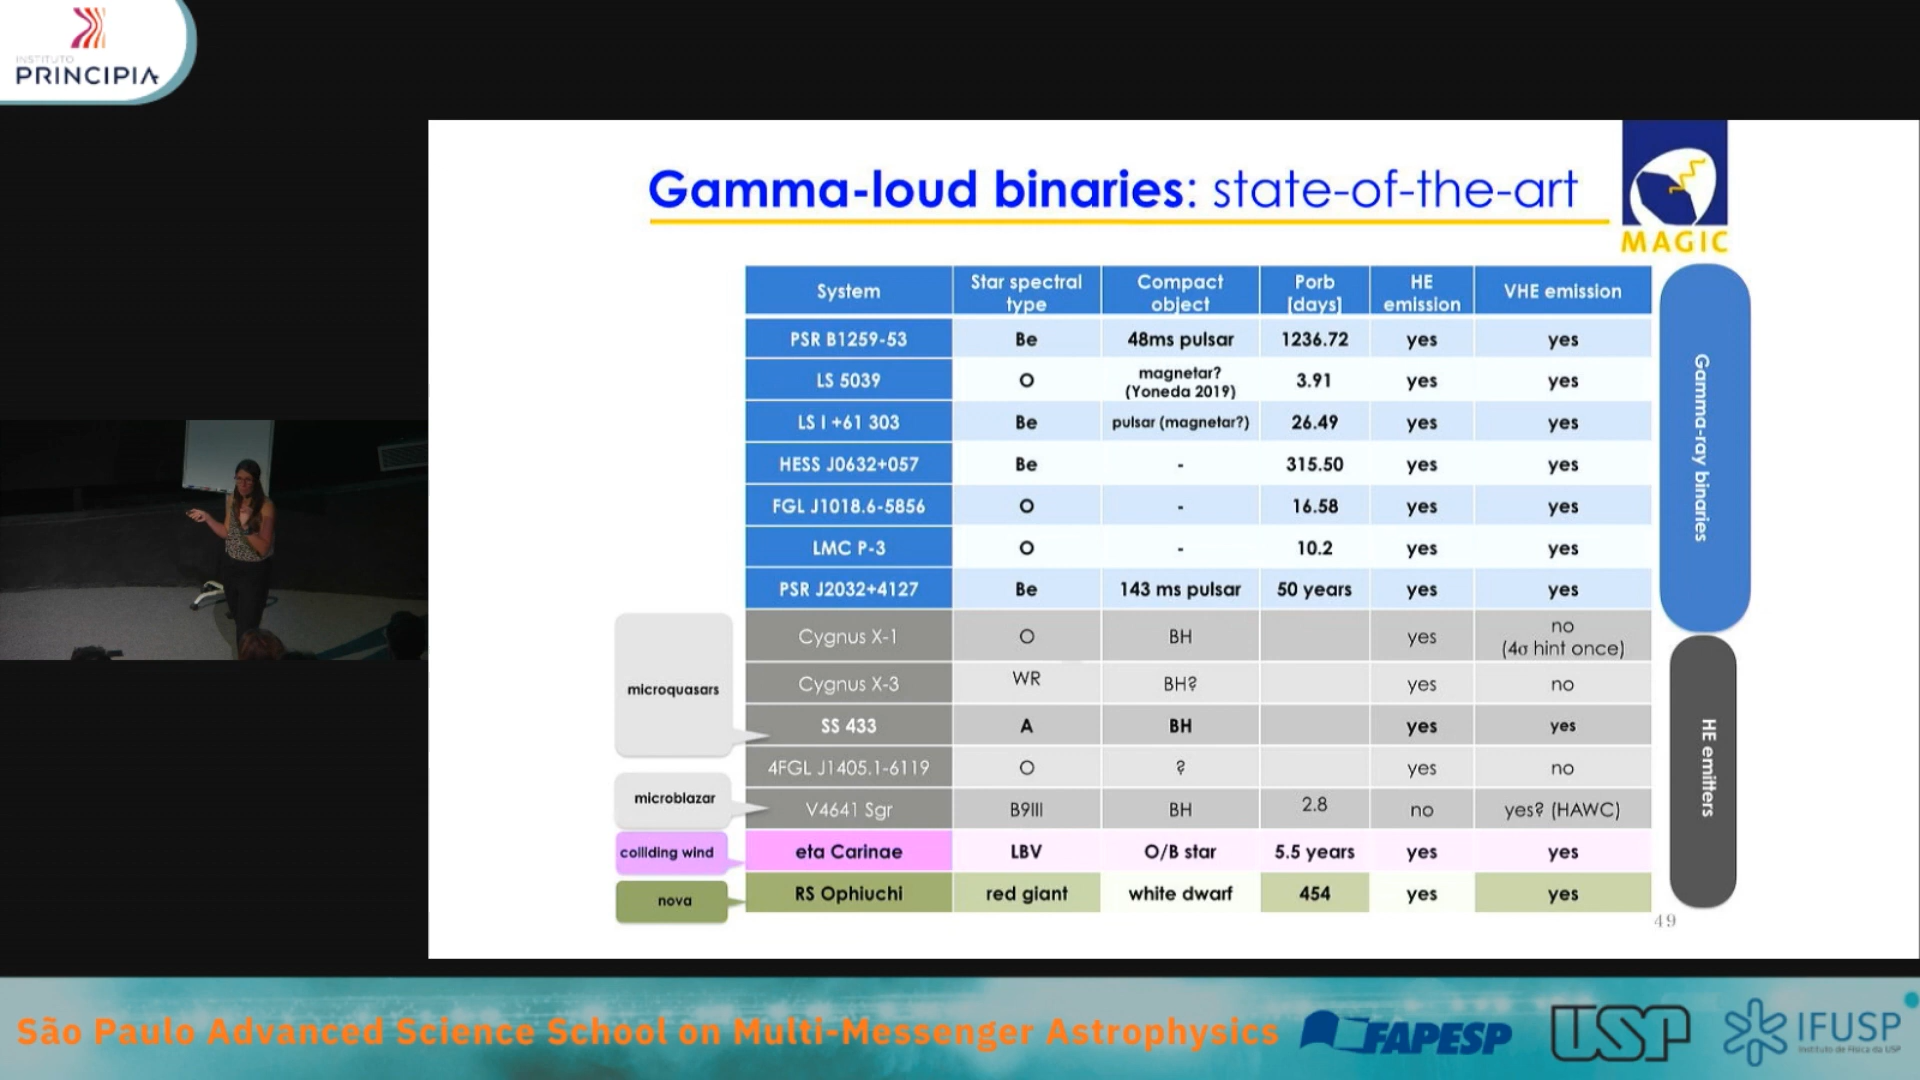 INSTITUTO
PRINCIPIA
Gamma-loud binaries: state-of-the-art
MAGIC
System Star spectral type Compact object Porb [days] HE emission VHE emission
PSR B1259-53 Be 48ms pulsar 1236.72 yes yes
LS 5039 O magnetar? (Yoneda 2019) 3.91 yes yes
LS I +61 303 Be pulsar (magnetar?) 26.49 yes yes
HESS J0632+057 Be - 315.50 yes yes
FGL J1018.6-5856 O - 16.58 yes yes
LMC P-3 O - 10.2 yes yes
PSR J2032+4127 Be 143 ms pulsar 50 years yes yes
Gamma-ray binaries
Cygnus X-1 O BH yes no (4σ hint once)
microquasars
Cygnus X-3 WR BH? yes no
SS 433 A BH yes yes
4FGL J1405.1-6119 O ? yes no
microblazar
V4641 Sgr B9III BH 2.8 no yes? (HAWC)
colliding wind
eta Carinae LBV O/B star 5.5 years yes yes
nova
RS Ophiuchi red giant white dwarf 454 yes yes
HE emitters
49
São Paulo Advanced Science School on Multi-Messenger Astrophysics
FAPESP
USP
IFUSP
Instituto de Física da USP